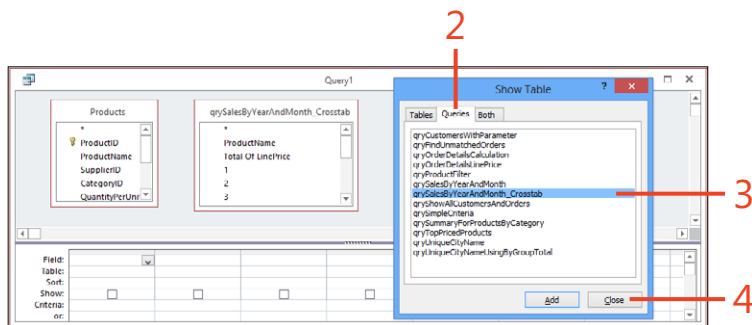 2
Query1
Show Table
?
Products
qrySalesByYearAndMonth_Crosstab
*
ProductID
ProductName
SupplierID
CategoryID
QuantityPerUni
*
ProductName
Total Of LinePrice
1
2
3
Tables Queries Both
qryCustomersWithParameter
qryFindUnmatchedOrders
qryOrderDetailsCalculation
qryOrderDetailsLinePrice
qryProductFilter
qrySalesByYearAndMonth
qrySalesByYearAndMonth_Crosstab
qryShowAllCustomersAndOrders
qrySimpleCriteria
qrySummaryForProductsByCategory
qryTopPricedProducts
qryUniqueCityName
qryUniqueCityNameUsingByGroupTotal
3
Add Close
4
Field:
Table:
Sort:
Show:
Criteria:
or: